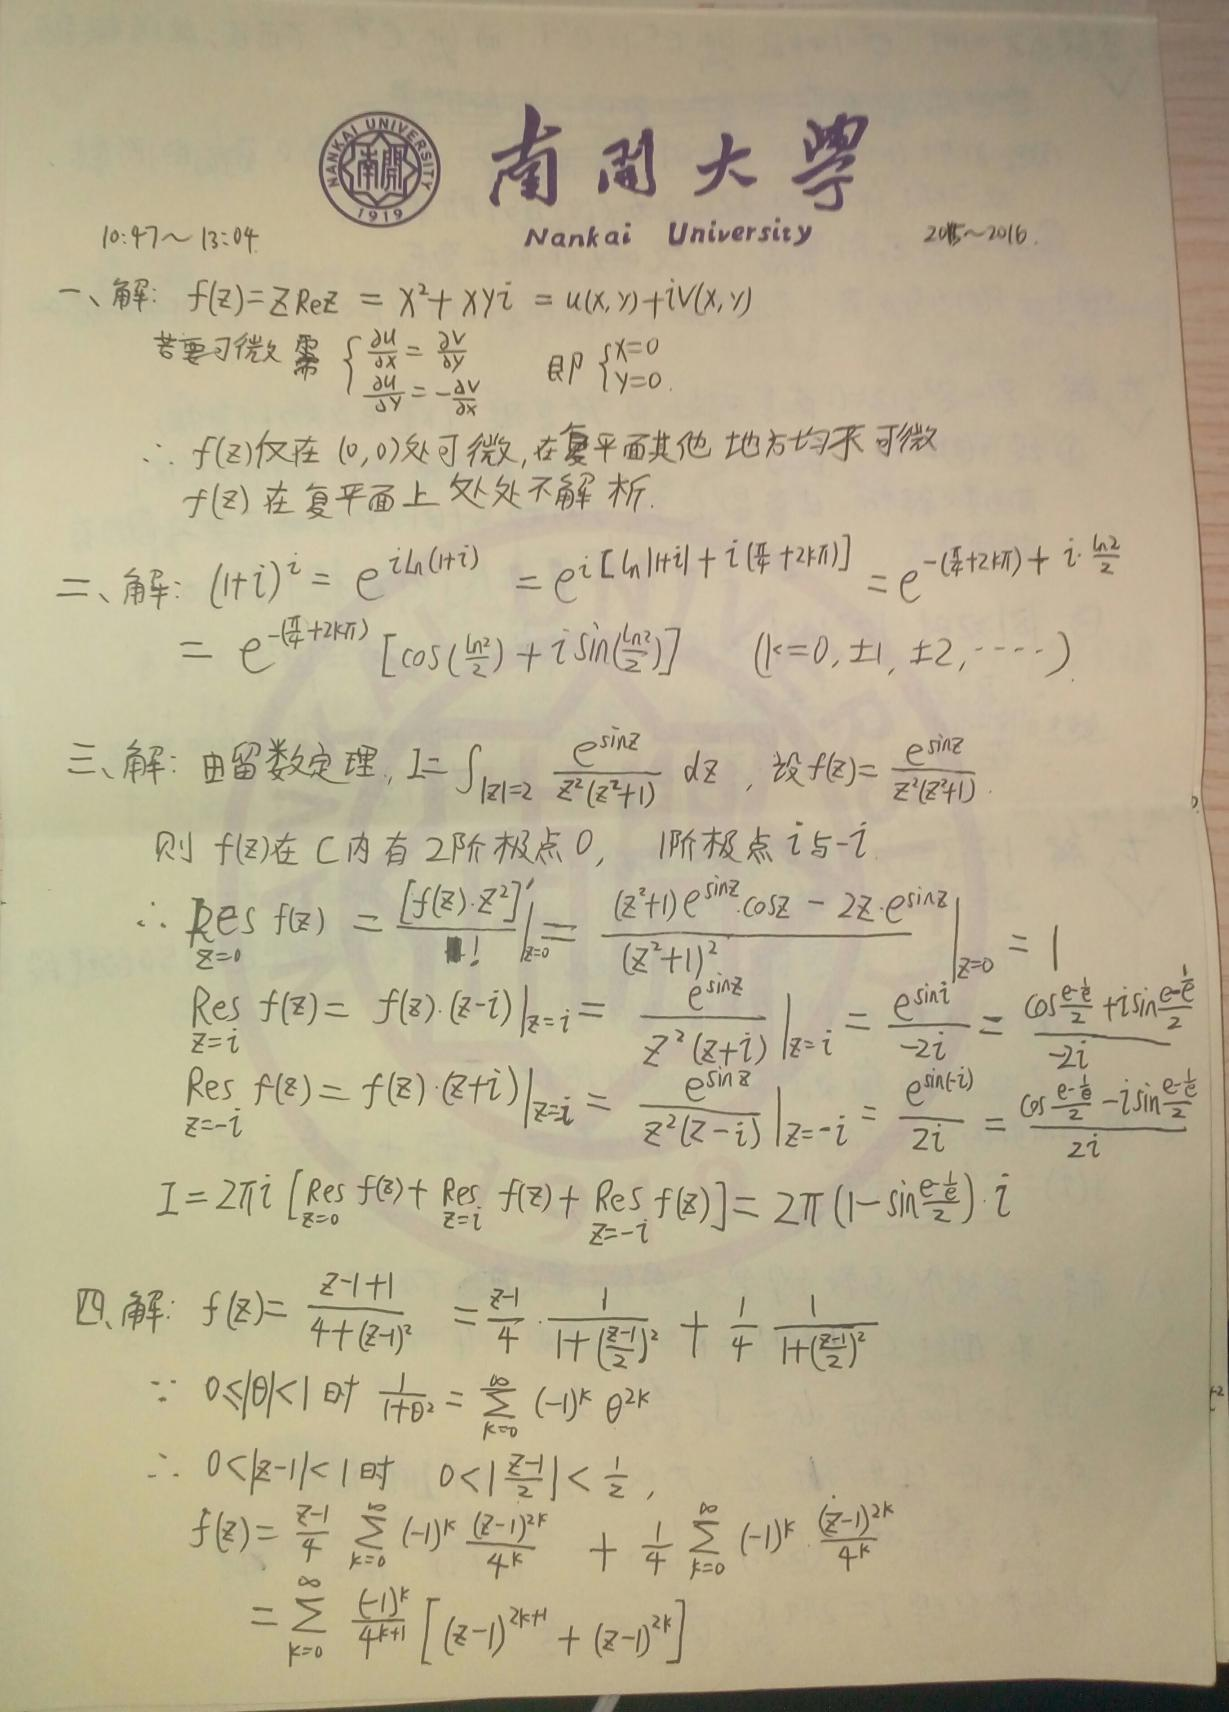 NANKAI UNIVERSITY
南開
1919
南開大學
Nankai University
10:47~13:04
2015~2016.
一、解: f(z)=zRez = x²+xyi = u(x,y)+iv(x,y)
若要可微需 { ∂u/∂x = ∂v/∂y, ∂u/∂y = -∂v/∂x 即 { x=0, y=0.
∴ f(z)仅在(0,0)处可微,在复平面其他地方均不可微
f(z)在复平面上处处不解析.
二、解: (1+i)^i = e^{iLn(1+i)} = e^{i[ln|1+i|+i(π/4+2kπ)]} = e^{-(π/4+2kπ)+i·ln2/2}
= e^{-(π/4+2kπ)} [cos(ln2/2)+i sin(ln2/2)] (k=0,±1,±2,····).
三、解: 由留数定理, I=∫_{|z|=2} e^{sinz}/(z²(z²+1)) dz, 设f(z)= e^{sinz}/(z²(z²+1)).
则 f(z)在C内有2阶极点0, 1阶极点i与-i.
∴ Res_{z=0} f(z) = [f(z)·z²]'/1! |_{z=0} = ((z²+1)e^{sinz}·cosz - 2z·e^{sinz})/(z²+1)² |_{z=0} = 1
Res_{z=i} f(z) = f(z)·(z-i)|_{z=i} = e^{sinz}/(z²(z+i)) |_{z=i} = e^{sini}/(-2i) = (cos((e-1/e)/2)+i sin((e-1/e)/2))/(-2i)
Res_{z=-i} f(z) = f(z)·(z+i)|_{z=-i} = e^{sinz}/(z²(z-i)) |_{z=-i} = e^{sin(-i)}/(2i) = (cos((e-1/e)/2)-i sin((e-1/e)/2))/(2i)
I=2πi [Res_{z=0} f(z)+Res_{z=i} f(z)+Res_{z=-i} f(z)] = 2π(1-sin((e-1/e)/2))·i
四、解: f(z)= (z-1+1)/(4+(z-1)²) = (z-1)/4 · 1/(1+((z-1)/2)²) + 1/4 · 1/(1+((z-1)/2)²)
∵ 0≤|θ|<1时 1/(1+θ²) = Σ_{k=0}^{∞} (-1)^k θ^{2k}
∴ 0<|z-1|<1时 0<|(z-1)/2|<1/2,
f(z)= (z-1)/4 Σ_{k=0}^{∞} (-1)^k (z-1)^{2k}/4^k + 1/4 Σ_{k=0}^{∞} (-1)^k · (z-1)^{2k}/4^k
= Σ_{k=0}^{∞} (-1)^k/4^{k+1} [(z-1)^{2k+1}+(z-1)^{2k}]